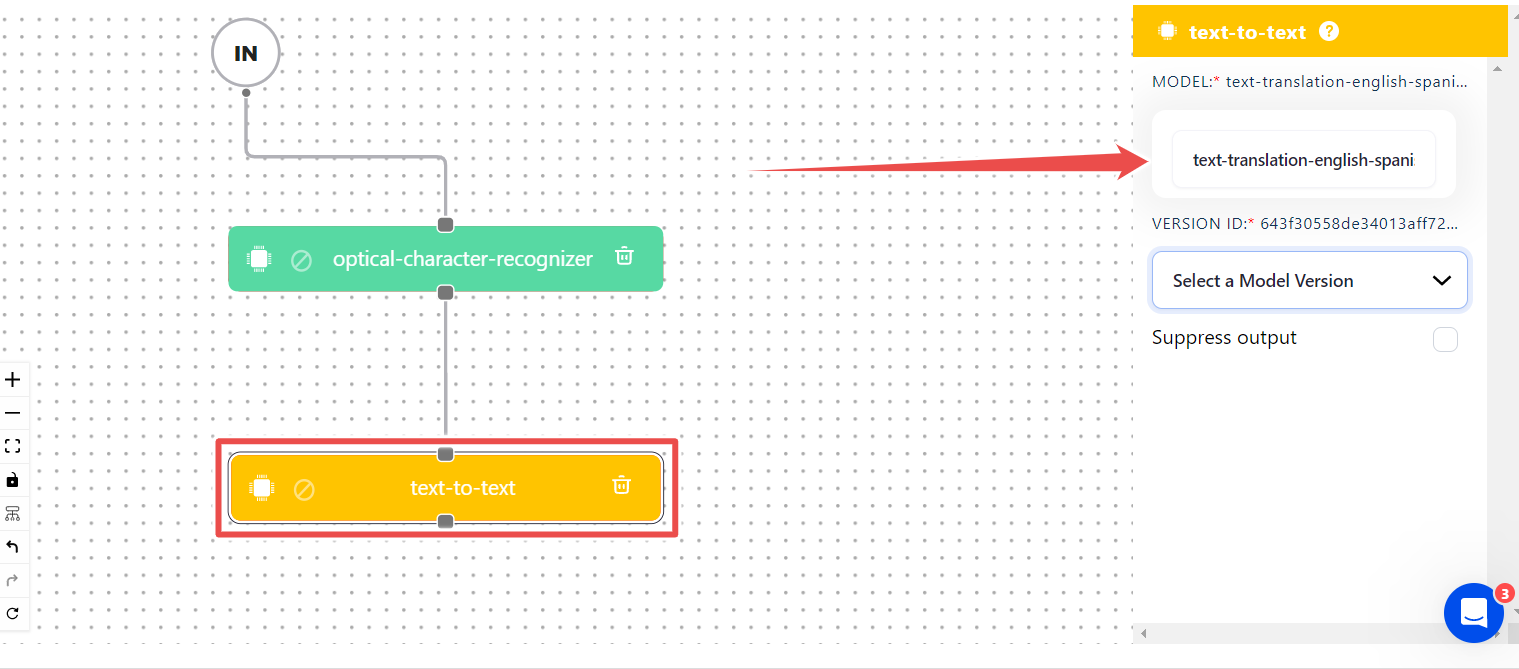 IN
optical-character-recognizer
text-to-text
text-to-text ?
MODEL:* text-translation-english-spani...
text-translation-english-spani
VERSION ID:* 643f30558de34013aff72...
Select a Model Version
Suppress output
3